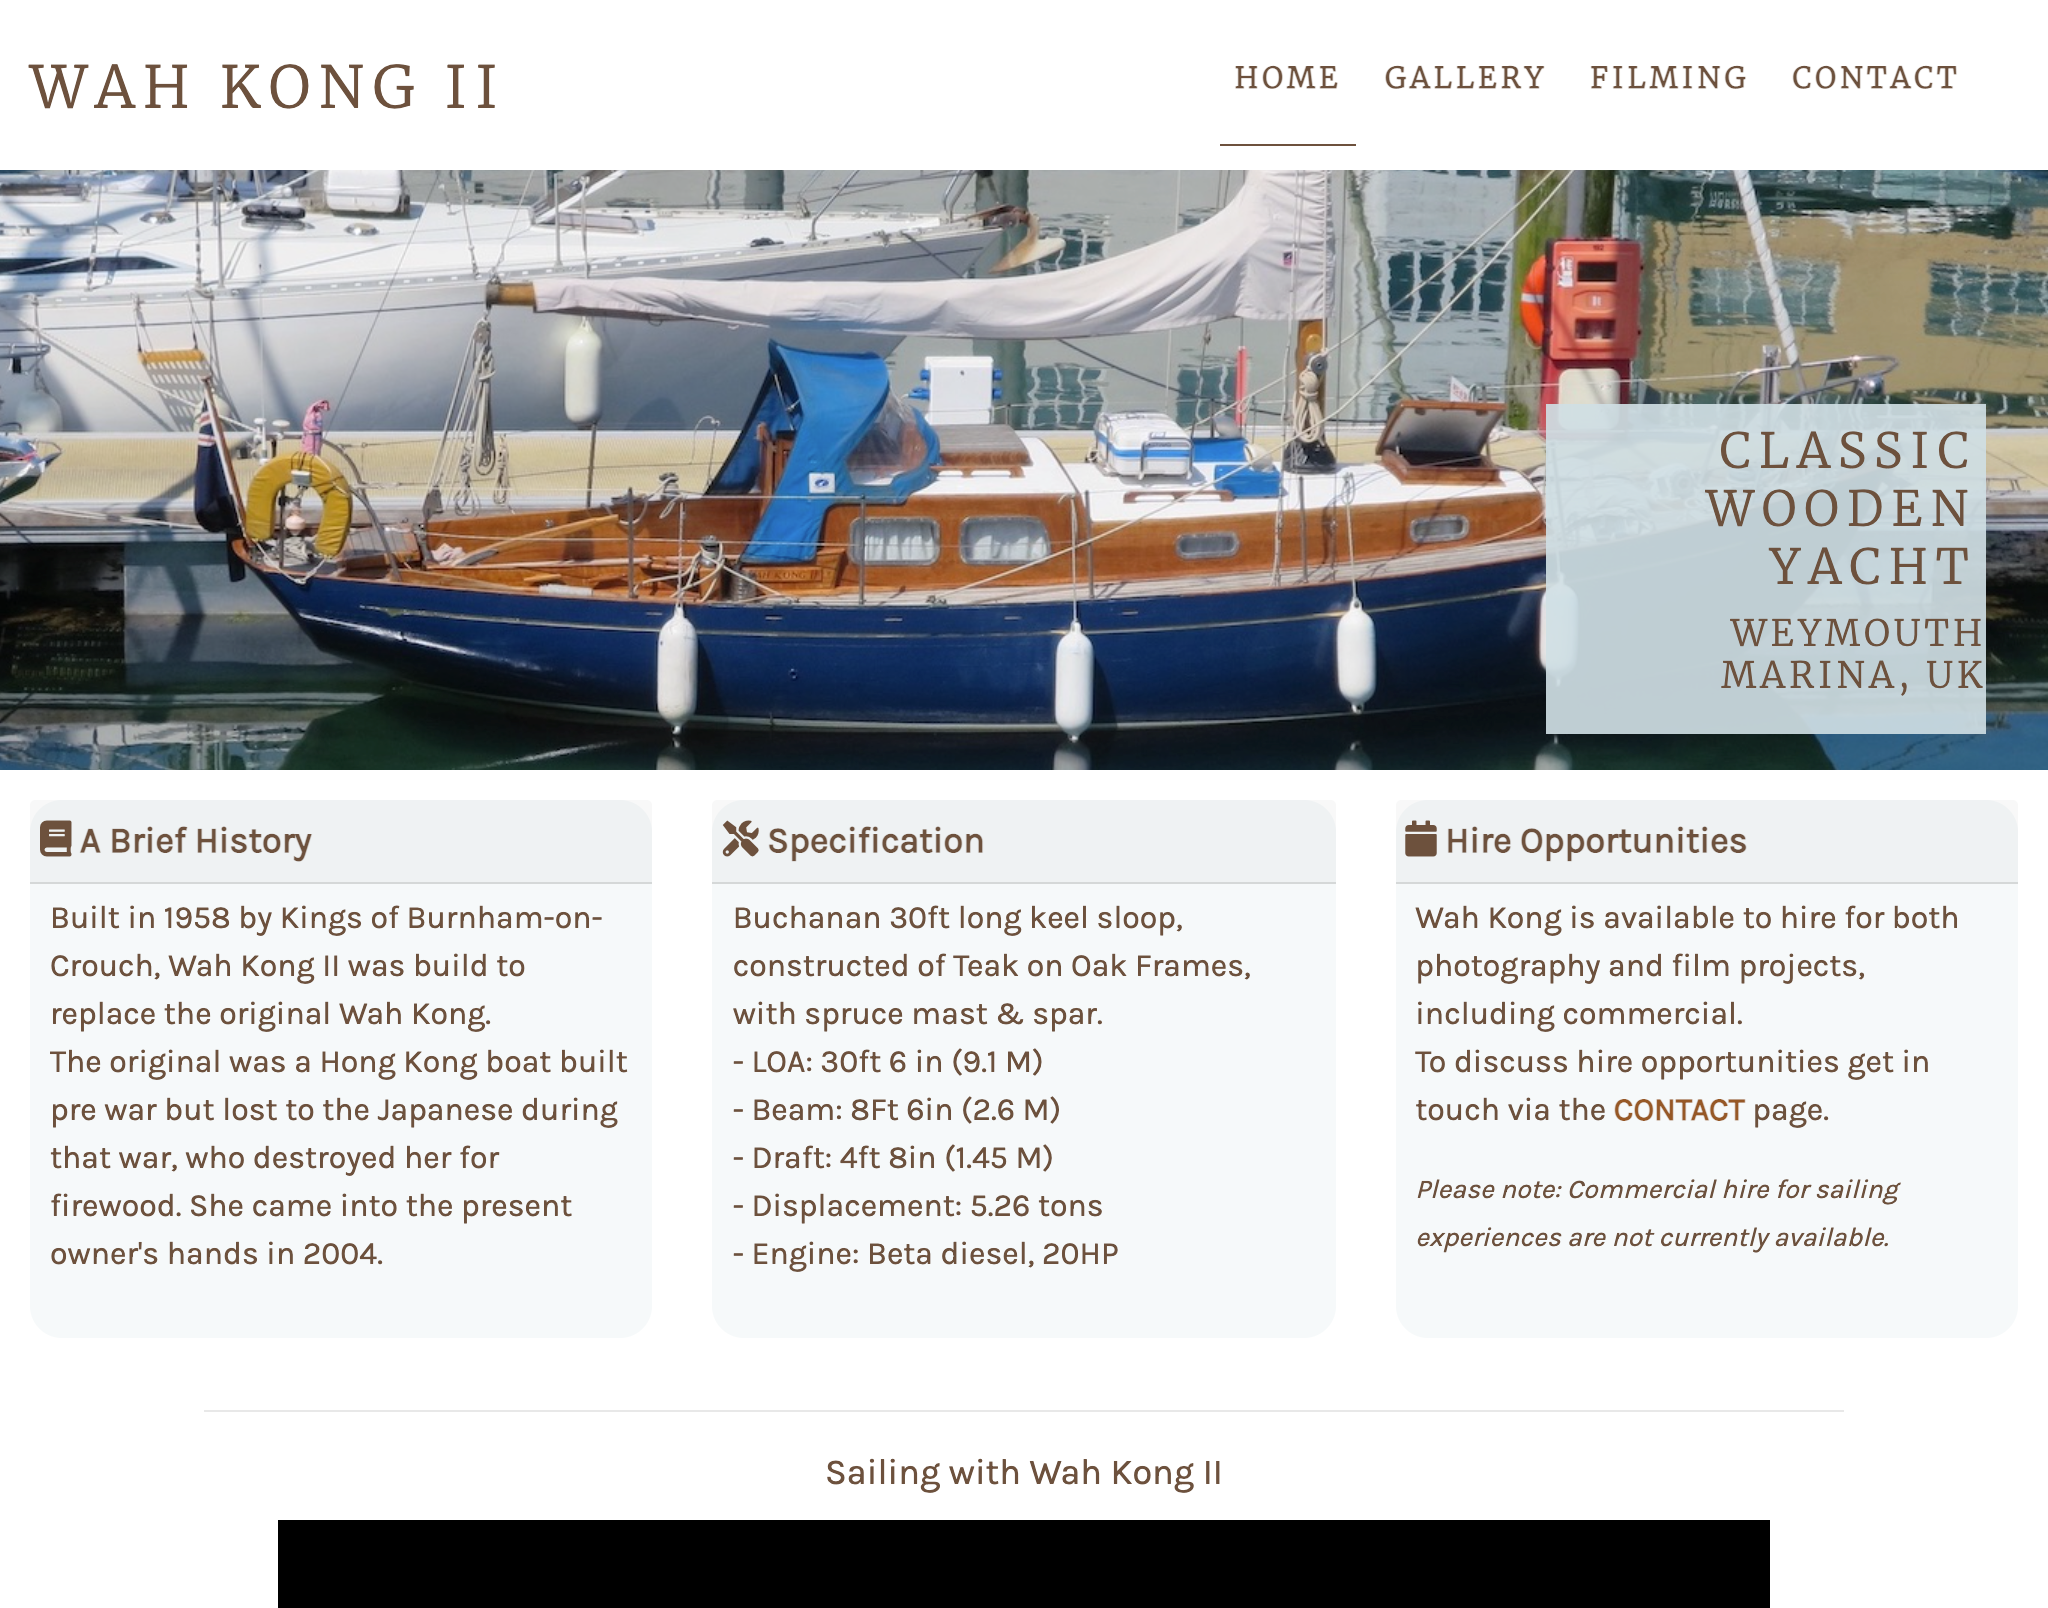 WAH KONG II
HOME GALLERY FILMING CONTACT
WAH KONG II
CLASSIC
WOODEN
YACHT
WEYMOUTH
MARINA, UK
A Brief History
Built in 1958 by Kings of Burnham-on-
Crouch, Wah Kong II was build to
replace the original Wah Kong.
The original was a Hong Kong boat built
pre war but lost to the Japanese during
that war, who destroyed her for
firewood. She came into the present
owner's hands in 2004.
Specification
Buchanan 30ft long keel sloop,
constructed of Teak on Oak Frames,
with spruce mast & spar.
- LOA: 30ft 6 in (9.1 M)
- Beam: 8Ft 6in (2.6 M)
- Draft: 4ft 8in (1.45 M)
- Displacement: 5.26 tons
- Engine: Beta diesel, 20HP
Hire Opportunities
Wah Kong is available to hire for both
photography and film projects,
including commercial.
To discuss hire opportunities get in
touch via the CONTACT page.
Please note: Commercial hire for sailing
experiences are not currently available.
Sailing with Wah Kong II